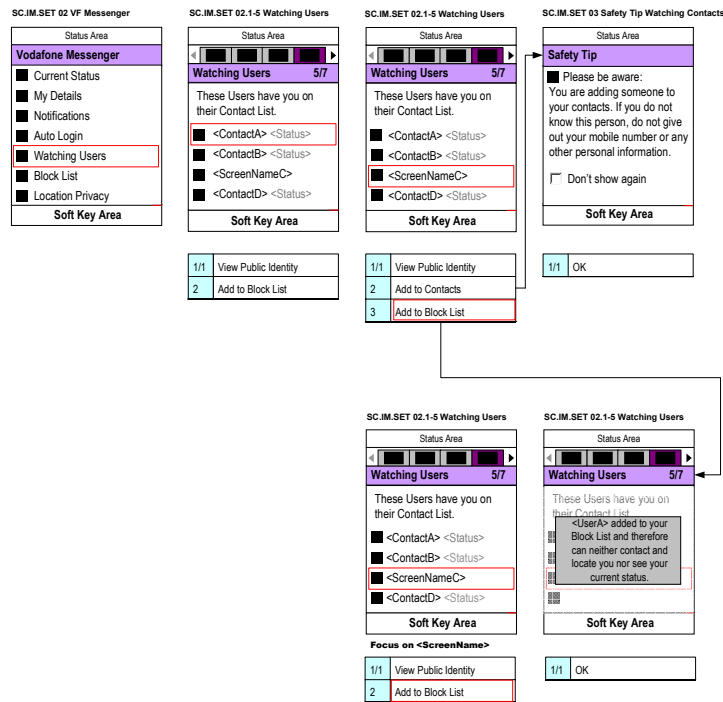 SC.IM.SET 02 VF Messenger
Status Area
Vodafone Messenger
Current Status
My Details
Notifications
Auto Login
Watching Users
Block List
Location Privacy
Soft Key Area
SC.IM.SET 02.1-5 Watching Users
Status Area
Watching Users 5/7
These Users have you on
their Contact List.
<ContactA> <Status>
<ContactB> <Status>
<ScreenNameC>
<ContactD> <Status>
Soft Key Area
1/1 View Public Identity
2 Add to Block List
SC.IM.SET 02.1-5 Watching Users
Status Area
Watching Users 5/7
These Users have you on
their Contact List.
<ContactA> <Status>
<ContactB> <Status>
<ScreenNameC>
<ContactD> <Status>
Soft Key Area
1/1 View Public Identity
2 Add to Contacts
3 Add to Block List
SC.IM.SET 03 Safety Tip Watching Contacts
Status Area
Safety Tip
Please be aware:
You are adding someone to
your contacts. If you do not
know this person, do not give
out your mobile number or any
other personal information.
Don't show again
Soft Key Area
1/1 OK
SC.IM.SET 02.1-5 Watching Users
Status Area
Watching Users 5/7
These Users have you on
their Contact List.
<ContactA> <Status>
<ContactB> <Status>
<ScreenNameC>
<ContactD> <Status>
Soft Key Area
Focus on <ScreenName>
1/1 View Public Identity
2 Add to Block List
SC.IM.SET 02.1-5 Watching Users
Status Area
Watching Users 5/7
These Users have you on
their Contact List.
<UserA> added to your
Block List and therefore
can neither contact and
locate you nor see your
current status.
Soft Key Area
1/1 OK